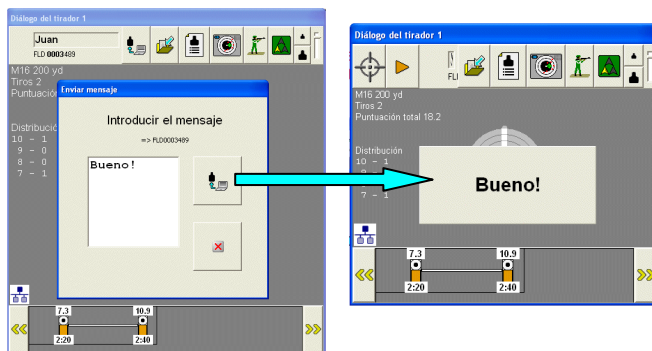 Diálogo del tirador 1
Juan
FLD 0003489
M16 200 yd
Tiros 2
Puntuació
Distribució
10 - 1
9 - 0
8 - 0
7 - 1
Enviar mensaje
Introducir el mensaje
=> FLD0003489
Bueno!
7.3 10.9
2:20 2:40
Diálogo del tirador 1
FLI
M16 200 yd
Tiros 2
Puntuación total 18.2
Distribución
10 - 1
7 - 1
Bueno!
7.3 10.9
2:20 2:40